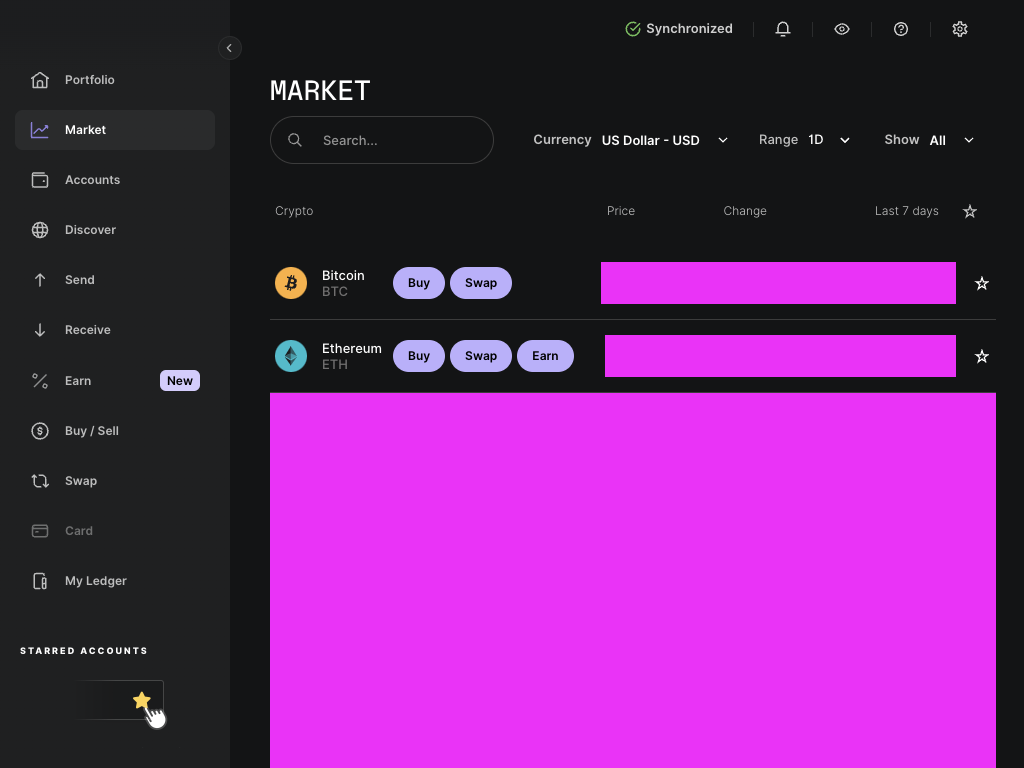 Synchronized
Portfolio
Market
Accounts
Discover
Send
Receive
Earn New
Buy / Sell
Swap
Card
My Ledger
STARRED ACCOUNTS
MARKET
Search...
Currency US Dollar - USD
Range 1D
Show All
Crypto Price Change Last 7 days
Bitcoin
BTC
Buy Swap
Ethereum
ETH
Buy Swap Earn